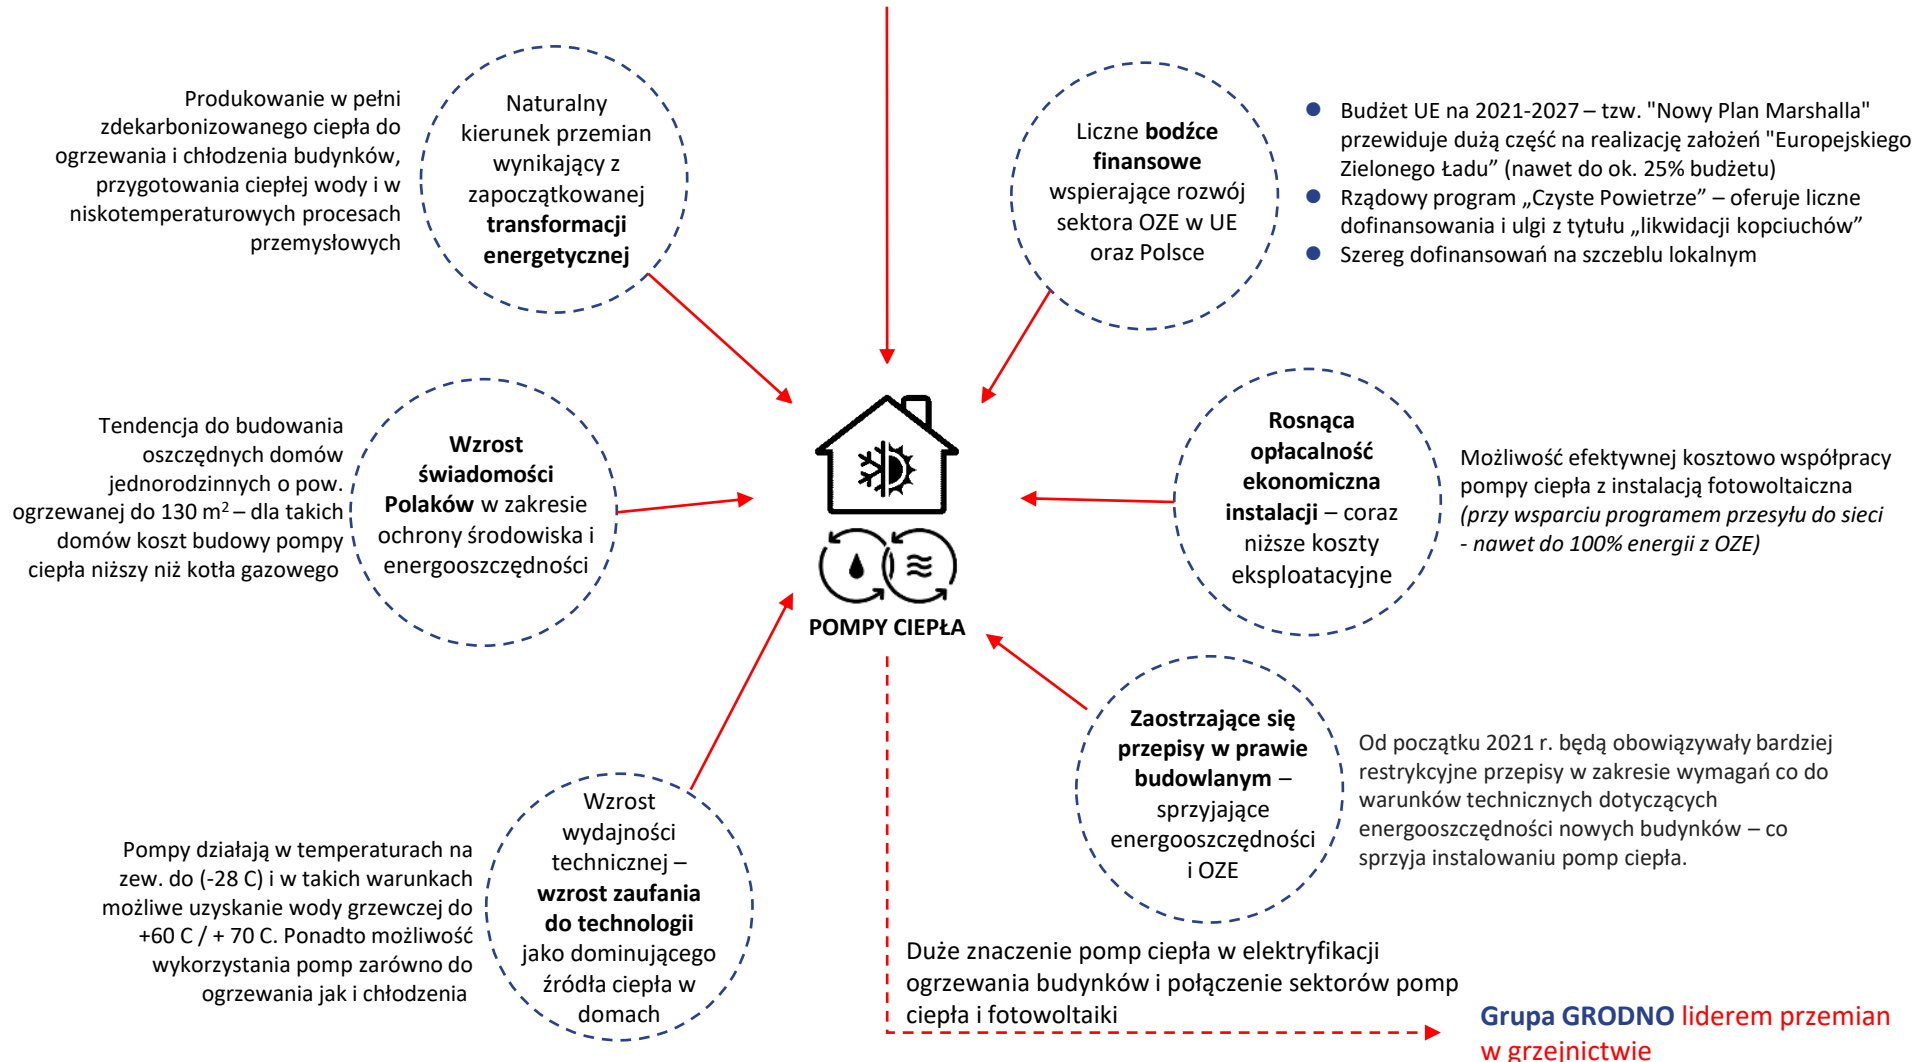 Produkowanie w pełni
zdekarbonizowanego ciepła do
ogrzewania i chłodzenia budynków,
przygotowania ciepłej wody i w
niskotemperaturowych procesach
przemysłowych
Naturalny
kierunek przemian
wynikający z
zapoczątkowanej
transformacji
energetycznej
Liczne bodźce
finansowe
wspierające rozwój
sektora OZE w UE
oraz Polsce
● Budżet UE na 2021-2027 – tzw. "Nowy Plan Marshalla"
przewiduje dużą część na realizację założeń "Europejskiego
Zielonego Ładu” (nawet do ok. 25% budżetu)
● Rządowy program „Czyste Powietrze” – oferuje liczne
dofinansowania i ulgi z tytułu „likwidacji kopciuchów”
● Szereg dofinansowań na szczeblu lokalnym
Tendencja do budowania
oszczędnych domów
jednorodzinnych o pow.
ogrzewanej do 130 m² – dla takich
domów koszt budowy pompy
ciepła niższy niż kotła gazowego
Wzrost
świadomości
Polaków w zakresie
ochrony środowiska i
energooszczędności
POMPY CIEPŁA
Rosnąca
opłacalność
ekonomiczna
instalacji – coraz
niższe koszty
eksploatacyjne
Możliwość efektywnej kosztowo współpracy
pompy ciepła z instalacją fotowoltaiczna
(przy wsparciu programem przesyłu do sieci
- nawet do 100% energii z OZE)
Pompy działają w temperaturach na
zew. do (-28 C) i w takich warunkach
możliwe uzyskanie wody grzewczej do
+60 C / + 70 C. Ponadto możliwość
wykorzystania pomp zarówno do
ogrzewania jak i chłodzenia
Wzrost
wydajności
technicznej –
wzrost zaufania
do technologii
jako dominującego
źródła ciepła w
domach
Zaostrzające się
przepisy w prawie
budowlanym –
sprzyjające
energooszczędności
i OZE
Od początku 2021 r. będą obowiązywały bardziej
restrykcyjne przepisy w zakresie wymagań co do
warunków technicznych dotyczących
energooszczędności nowych budynków – co
sprzyja instalowaniu pomp ciepła.
Duże znaczenie pomp ciepła w elektryfikacji
ogrzewania budynków i połączenie sektorów pomp
ciepła i fotowoltaiki
Grupa GRODNO liderem przemian
w grzejnictwie